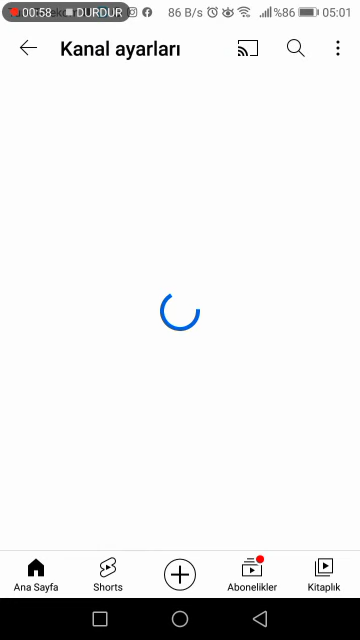 00:58 DURDUR 86 B/s %86 05:01
Kanal ayarları
Ana Sayfa Shorts Abonelikler Kitaplık